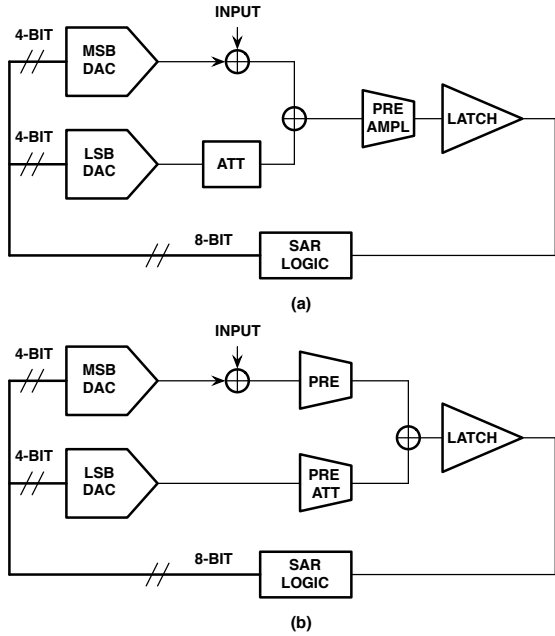 INPUT
4-BIT
MSB
DAC
PRE
AMPL
LATCH
4-BIT
LSB
DAC
ATT
8-BIT
SAR
LOGIC
(a)
INPUT
4-BIT
MSB
DAC
PRE
LATCH
4-BIT
LSB
DAC
PRE
ATT
8-BIT
SAR
LOGIC
(b)